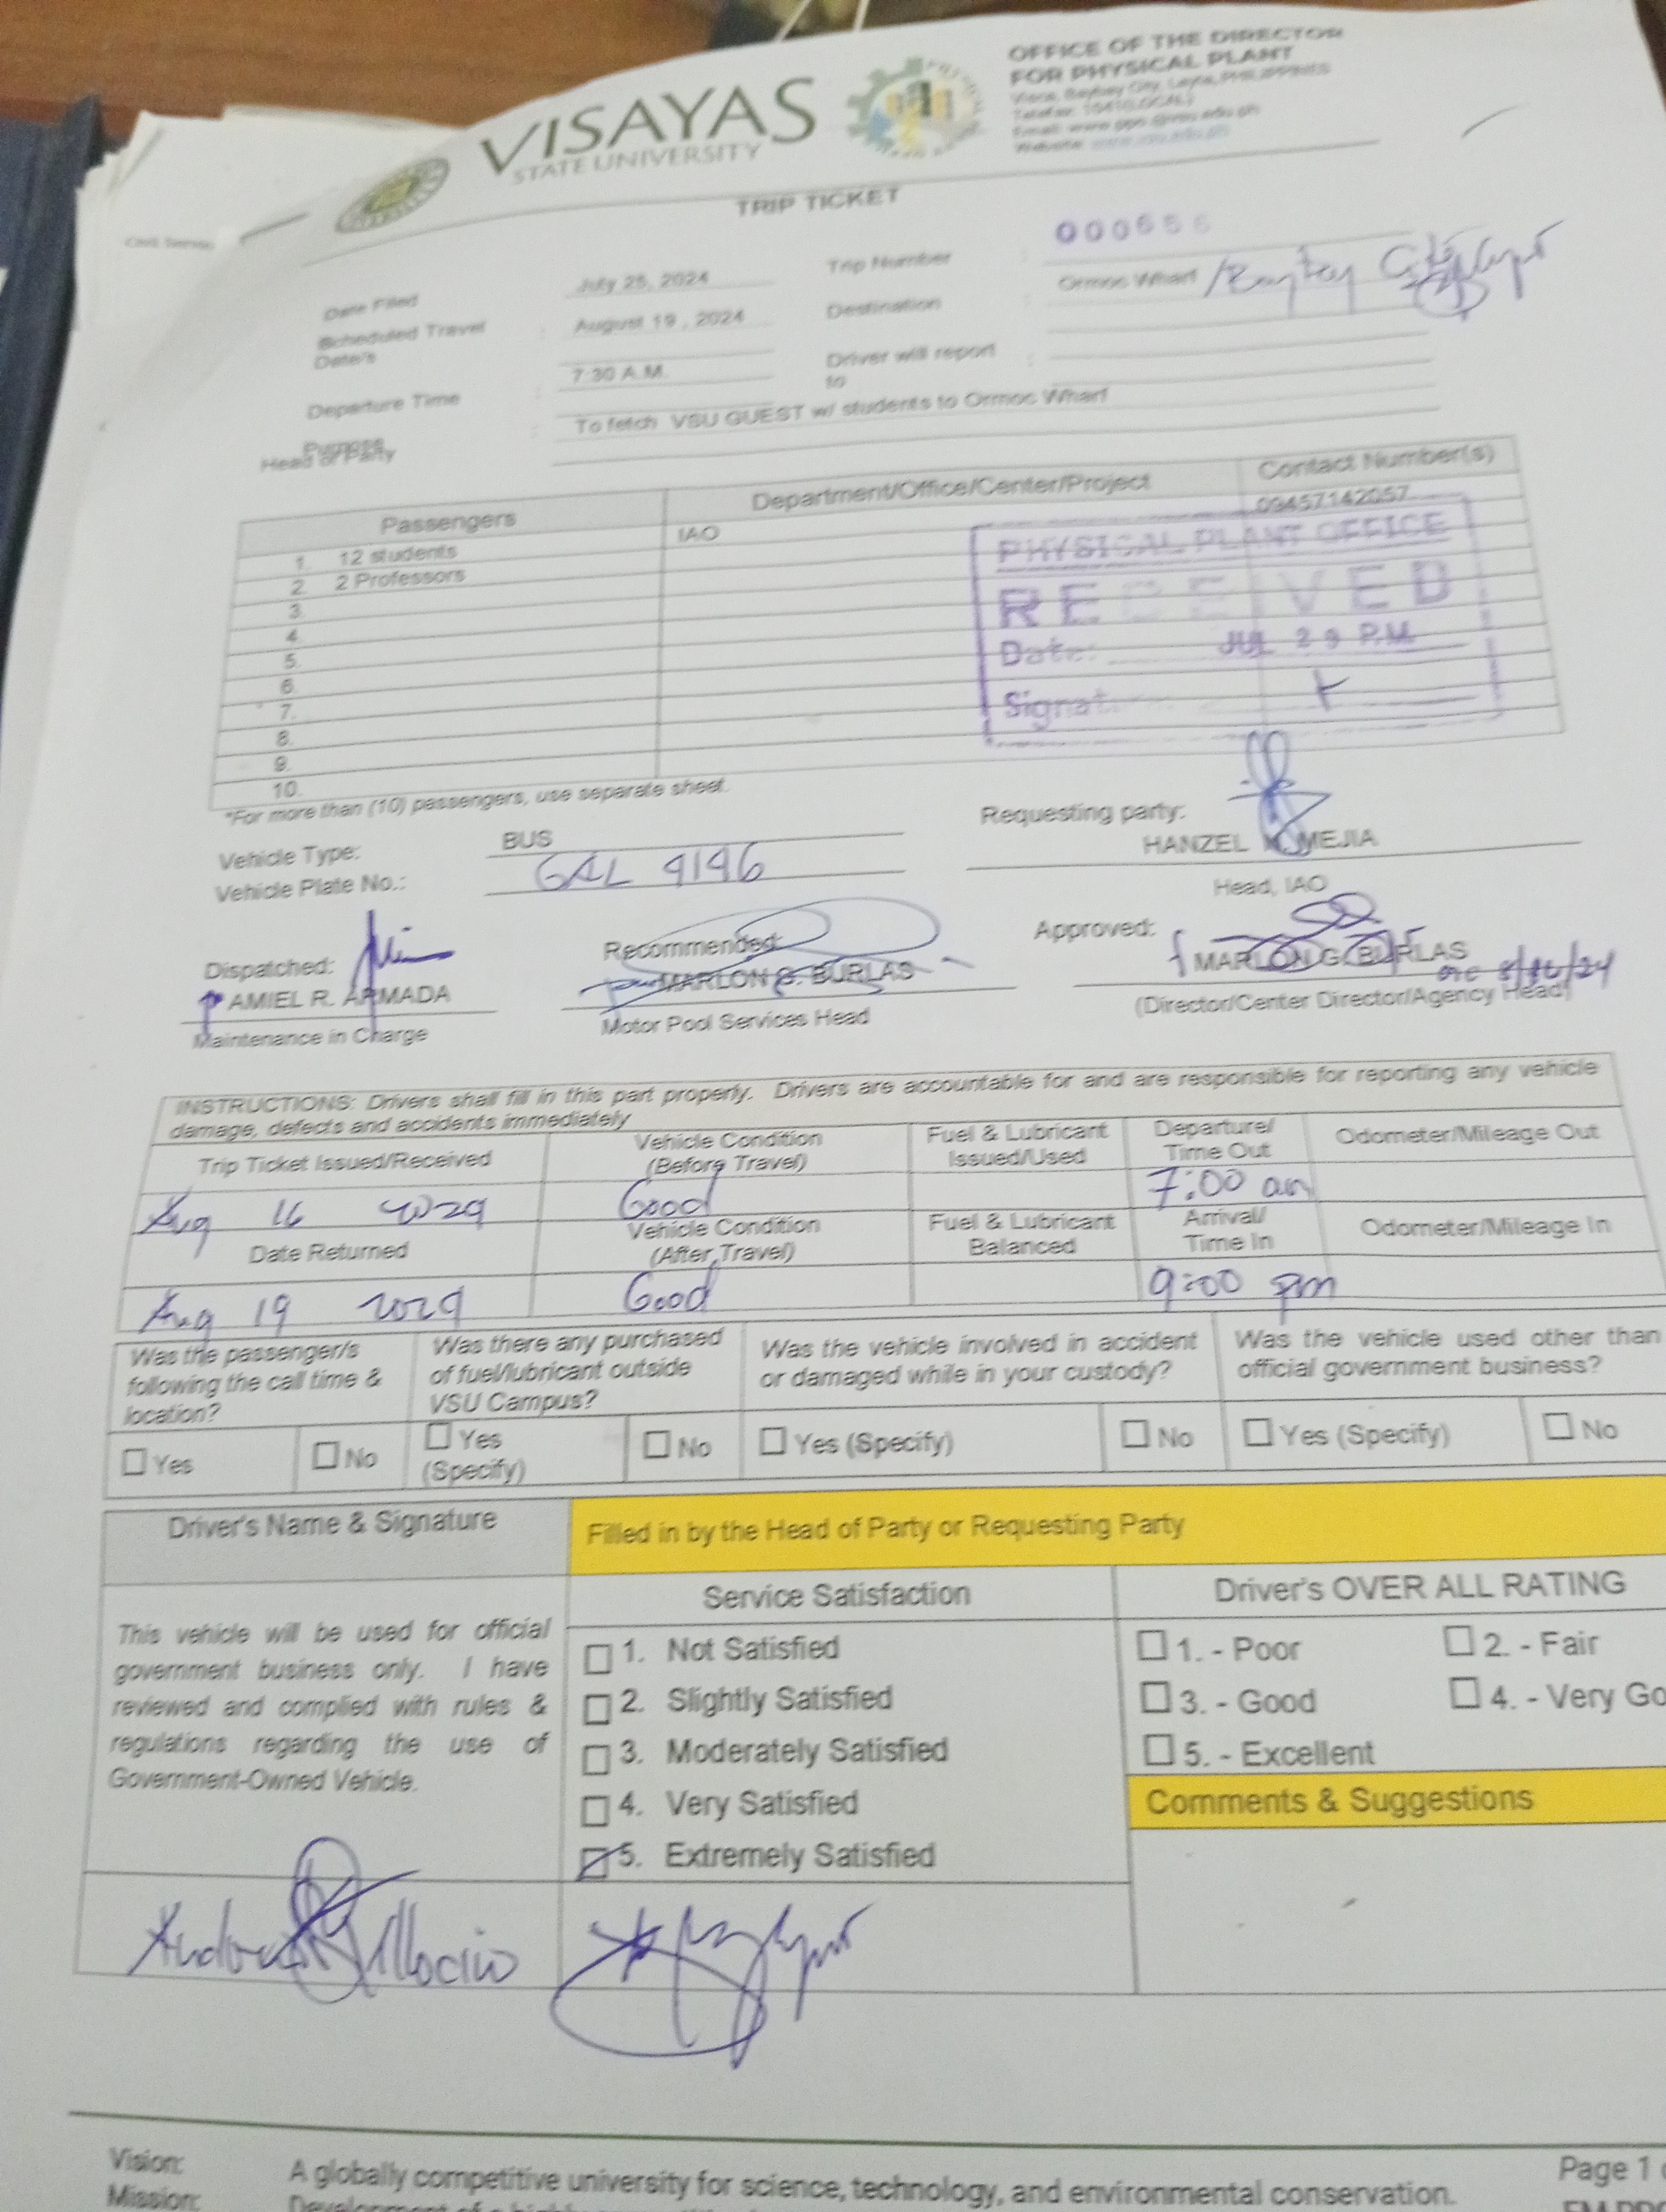 VISAYAS
STATE UNIVERSITY
OFFICE OF THE DIRECTOR
FOR PHYSICAL PLANT
Visca, Baybay City, Leyte, PHILIPPINES
TRIP TICKET
Date Filed : July 25, 2024
Trip Number : 000656
Scheduled Travel Date/s : August 19 , 2024
Destination : Ormoc Wharf /Baybay City
Departure Time : 7:30 A.M.
Driver will report to :
Purpose : To fetch VSU GUEST w/ students to Ormoc Wharf
Head of Party
Passengers Department/Office/Center/Project Contact Number(s)
1. 12 students IAO 09457142057
2. 2 Professors
3.
4.
5.
6.
7.
8.
9.
10.
PHYSICAL PLANT OFFICE
RECEIVED
Date: JUL 29 P.M.
*For more than (10) passengers, use separate sheet.
Vehicle Type: BUS
Vehicle Plate No.: GAL 4146
Requesting party:
HANZEL MEJIA
Head, IAO
Dispatched:
AMIEL R. ARMADA
Maintenance in Charge
Recommended:
MARLON G. BURLAS
Motor Pool Services Head
Approved:
MARLON G. BURLAS
(Director/Center Director/Agency Head)
INSTRUCTIONS: Drivers shall fill in this part properly. Drivers are accountable for and are responsible for reporting any vehicle
damage, defects and accidents immediately
Trip Ticket Issued/Received Vehicle Condition (Before Travel) Fuel & Lubricant Issued/Used Departure/ Time Out Odometer/Mileage Out
Aug 16 2024 Good 7:00 am
Date Returned Vehicle Condition (After Travel) Fuel & Lubricant Balanced Arrival/ Time In Odometer/Mileage In
Aug 19 2024 Good 9:00 pm
Was the passenger/s following the call time & location?
Was there any purchased of fuel/lubricant outside VSU Campus?
Was the vehicle involved in accident or damaged while in your custody?
Was the vehicle used other than official government business?
Yes No Yes (Specify) No Yes (Specify) No Yes (Specify) No
Driver's Name & Signature
Filled in by the Head of Party or Requesting Party
This vehicle will be used for official
government business only. I have
reviewed and complied with rules &
regulations regarding the use of
Government-Owned Vehicle.
Service Satisfaction
1. Not Satisfied
2. Slightly Satisfied
3. Moderately Satisfied
4. Very Satisfied
5. Extremely Satisfied
Driver's OVER ALL RATING
1. - Poor 2. - Fair
3. - Good 4. - Very Go
5. - Excellent
Comments & Suggestions
Vision: A globally competitive university for science, technology, and environmental conservation.
Mission:
Page 1